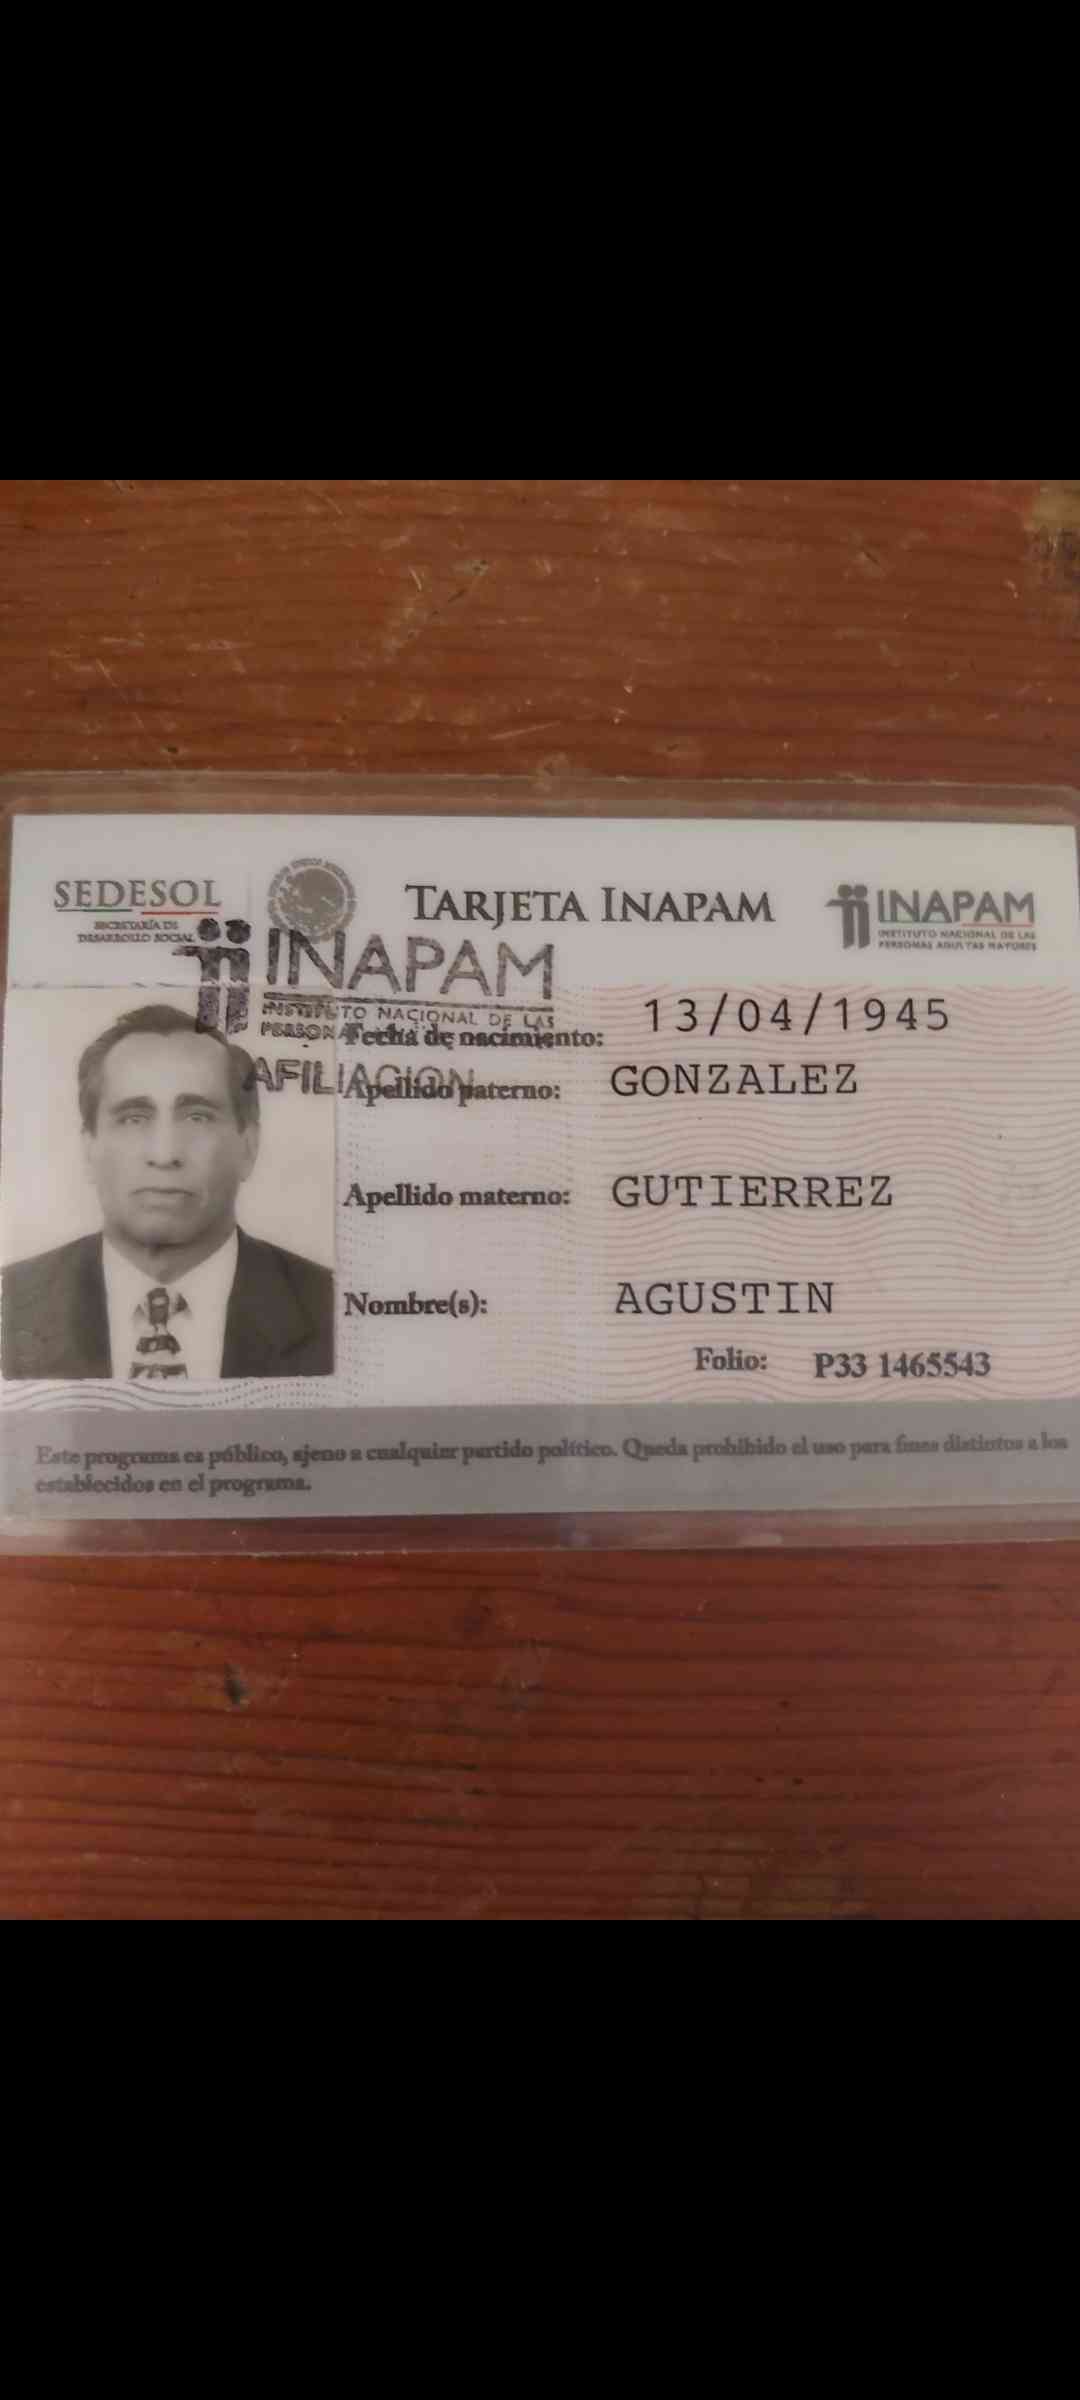 SEDESOL
SECRETARÍA DE
DESARROLLO SOCIAL
TARJETA INAPAM
INAPAM
INSTITUTO NACIONAL DE LAS
PERSONAS ADULTAS MAYORES
INAPAM
INSTITUTO NACIONAL DE LAS
AFILIACION
Fecha de nacimiento: 13/04/1945
Apellido paterno: GONZALEZ
Apellido materno: GUTIERREZ
Nombre(s): AGUSTIN
Folio: P33 1465543
Este programa es público, ajeno a cualquier partido político. Queda prohibido el uso para fines distintos a los
establecidos en el programa.